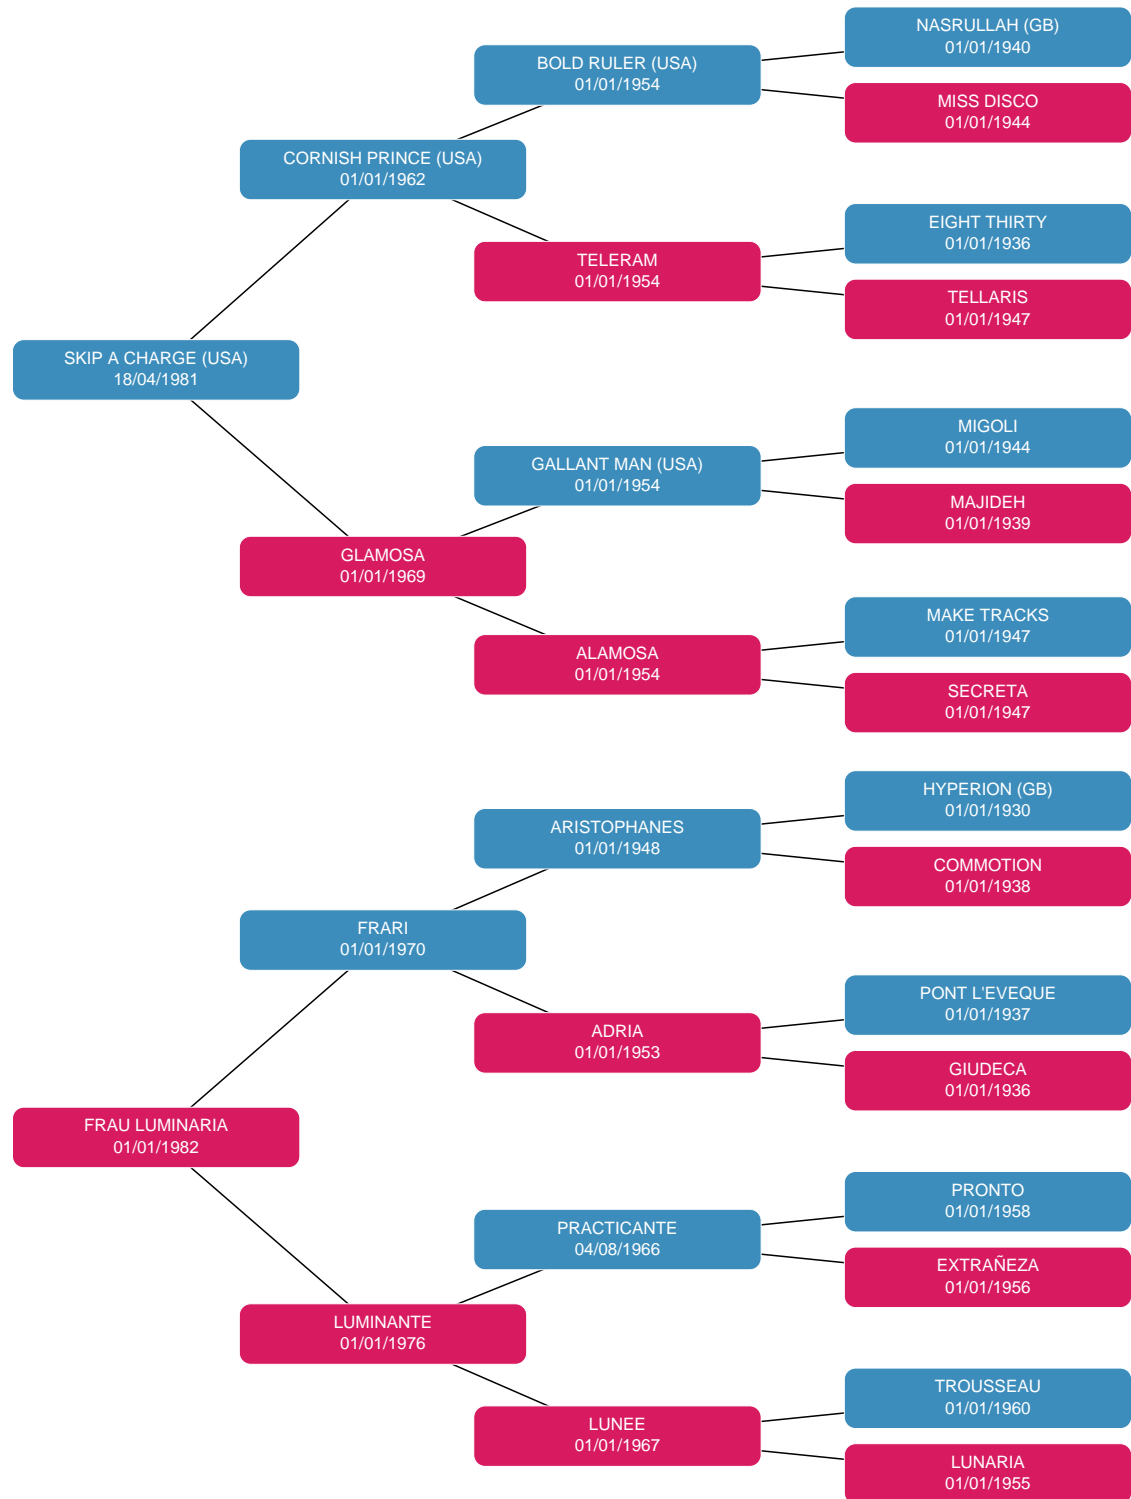 NASRULLAH (GB)
01/01/1940
BOLD RULER (USA)
01/01/1954
MISS DISCO
01/01/1944
CORNISH PRINCE (USA)
01/01/1962
EIGHT THIRTY
01/01/1936
TELERAM
01/01/1954
TELLARIS
01/01/1947
SKIP A CHARGE (USA)
18/04/1981
MIGOLI
01/01/1944
GALLANT MAN (USA)
01/01/1954
MAJIDEH
01/01/1939
GLAMOSA
01/01/1969
MAKE TRACKS
01/01/1947
ALAMOSA
01/01/1954
SECRETA
01/01/1947
HYPERION (GB)
01/01/1930
ARISTOPHANES
01/01/1948
COMMOTION
01/01/1938
FRARI
01/01/1970
PONT L'EVEQUE
01/01/1937
ADRIA
01/01/1953
GIUDECA
01/01/1936
FRAU LUMINARIA
01/01/1982
PRONTO
01/01/1958
PRACTICANTE
04/08/1966
EXTRAÑEZA
01/01/1956
LUMINANTE
01/01/1976
TROUSSEAU
01/01/1960
LUNEE
01/01/1967
LUNARIA
01/01/1955